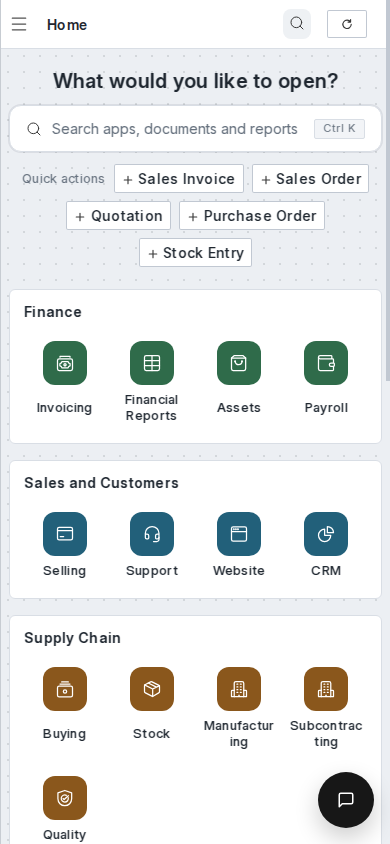 Home
What would you like to open?
Search apps, documents and reports Ctrl K
Quick actions + Sales Invoice + Sales Order
+ Quotation + Purchase Order
+ Stock Entry
Finance
Invoicing
Financial
Reports
Assets
Payroll
Sales and Customers
Selling
Support
Website
CRM
Supply Chain
Buying
Stock
Manufactur
ing
Subcontrac
ting
Quality